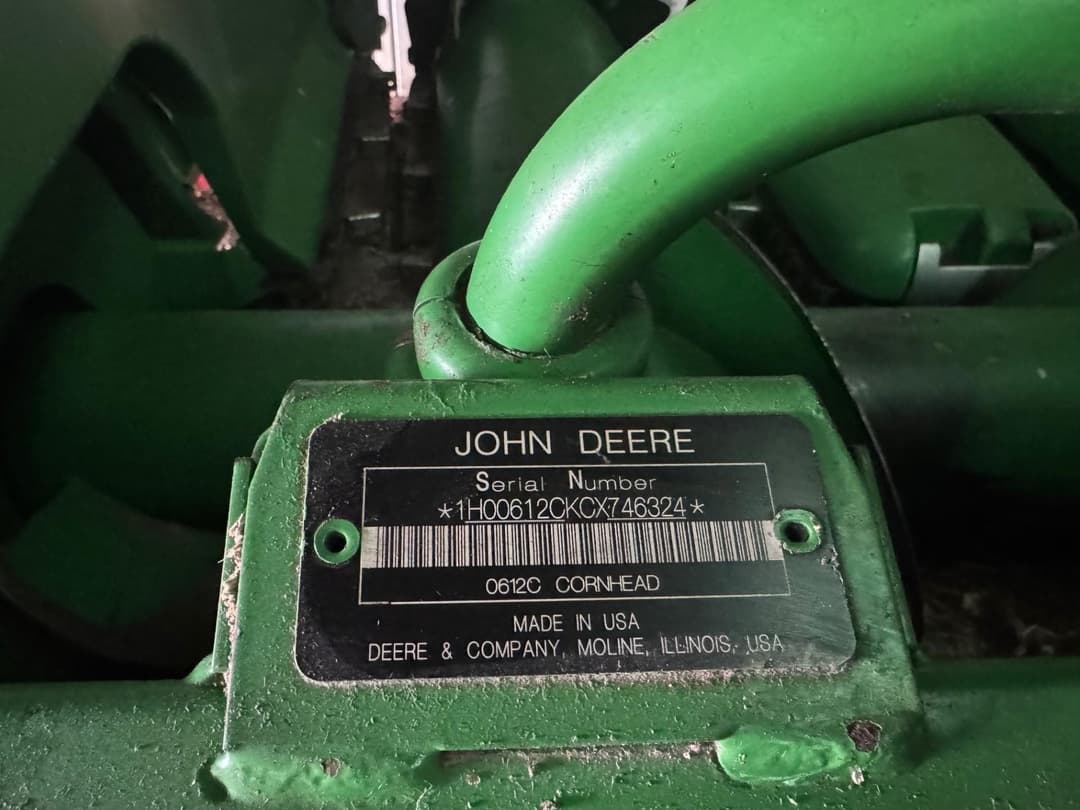 JOHN DEERE
Serial Number
*1H00612CKCX746324*
0612C CORNHEAD
MADE IN USA
DEERE & COMPANY, MOLINE, ILLINOIS, USA